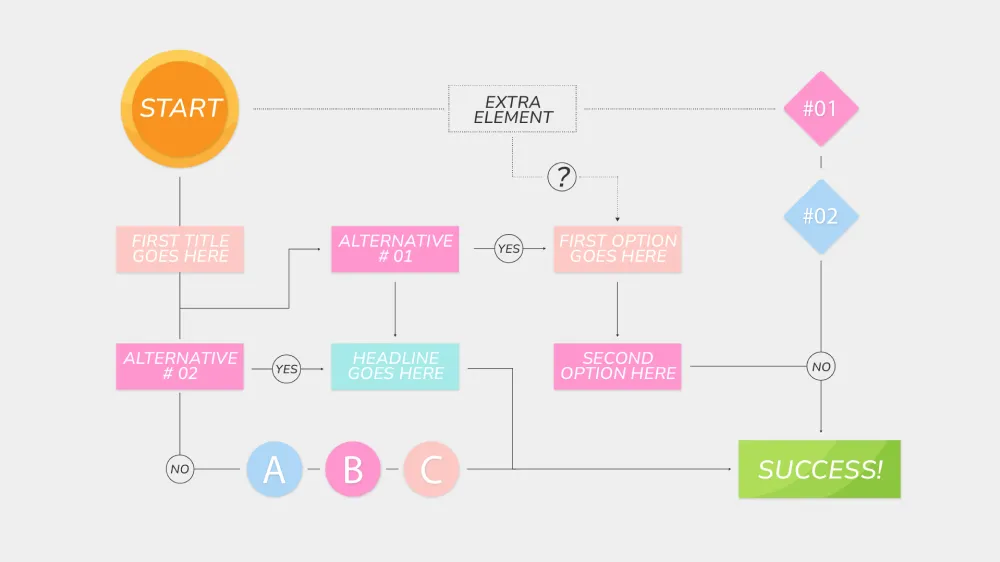 START
EXTRA
ELEMENT
#01
?
#02
FIRST TITLE
GOES HERE
ALTERNATIVE
# 01
YES
FIRST OPTION
GOES HERE
ALTERNATIVE
# 02
YES
HEADLINE
GOES HERE
SECOND
OPTION HERE
NO
NO
A
B
C
SUCCESS!